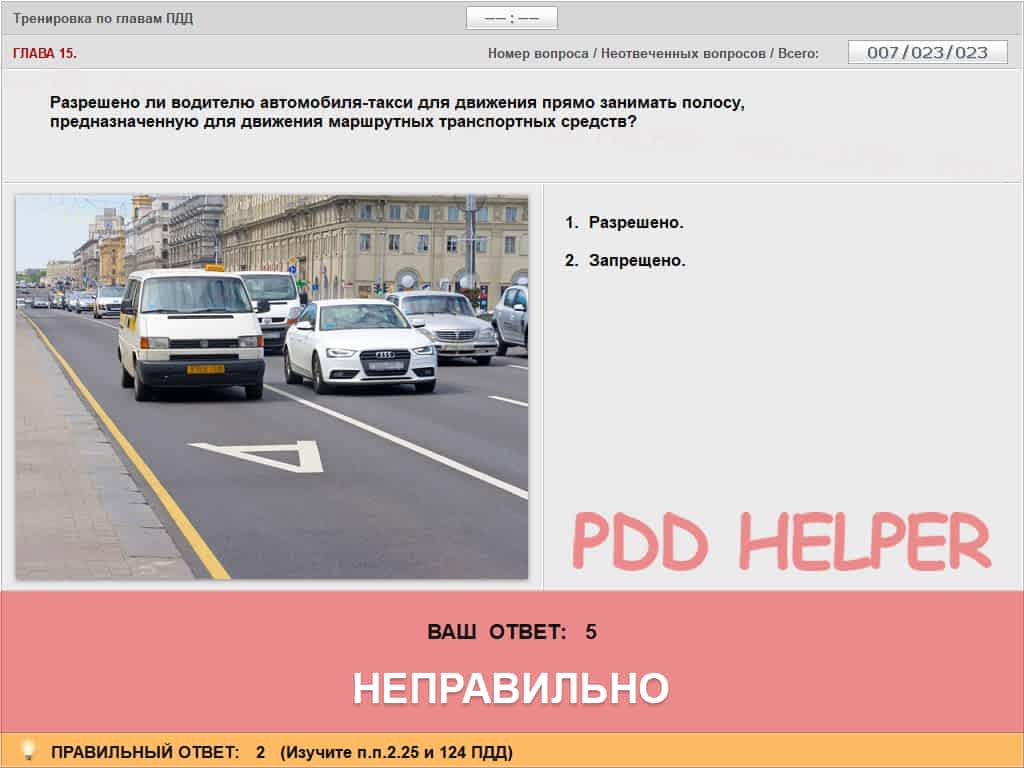 Тренировка по главам ПДД
—— : ——
ГЛАВА 15.
Номер вопроса / Неотвеченных вопросов / Всего:
007/023/023
Разрешено ли водителю автомобиля-такси для движения прямо занимать полосу,
предназначенную для движения маршрутных транспортных средств?
1. Разрешено.
2. Запрещено.
А
PDD HELPER
ВАШ ОТВЕТ: 5
НЕПРАВИЛЬНО
ПРАВИЛЬНЫЙ ОТВЕТ: 2 (Изучите п.п.2.25 и 124 ПДД)